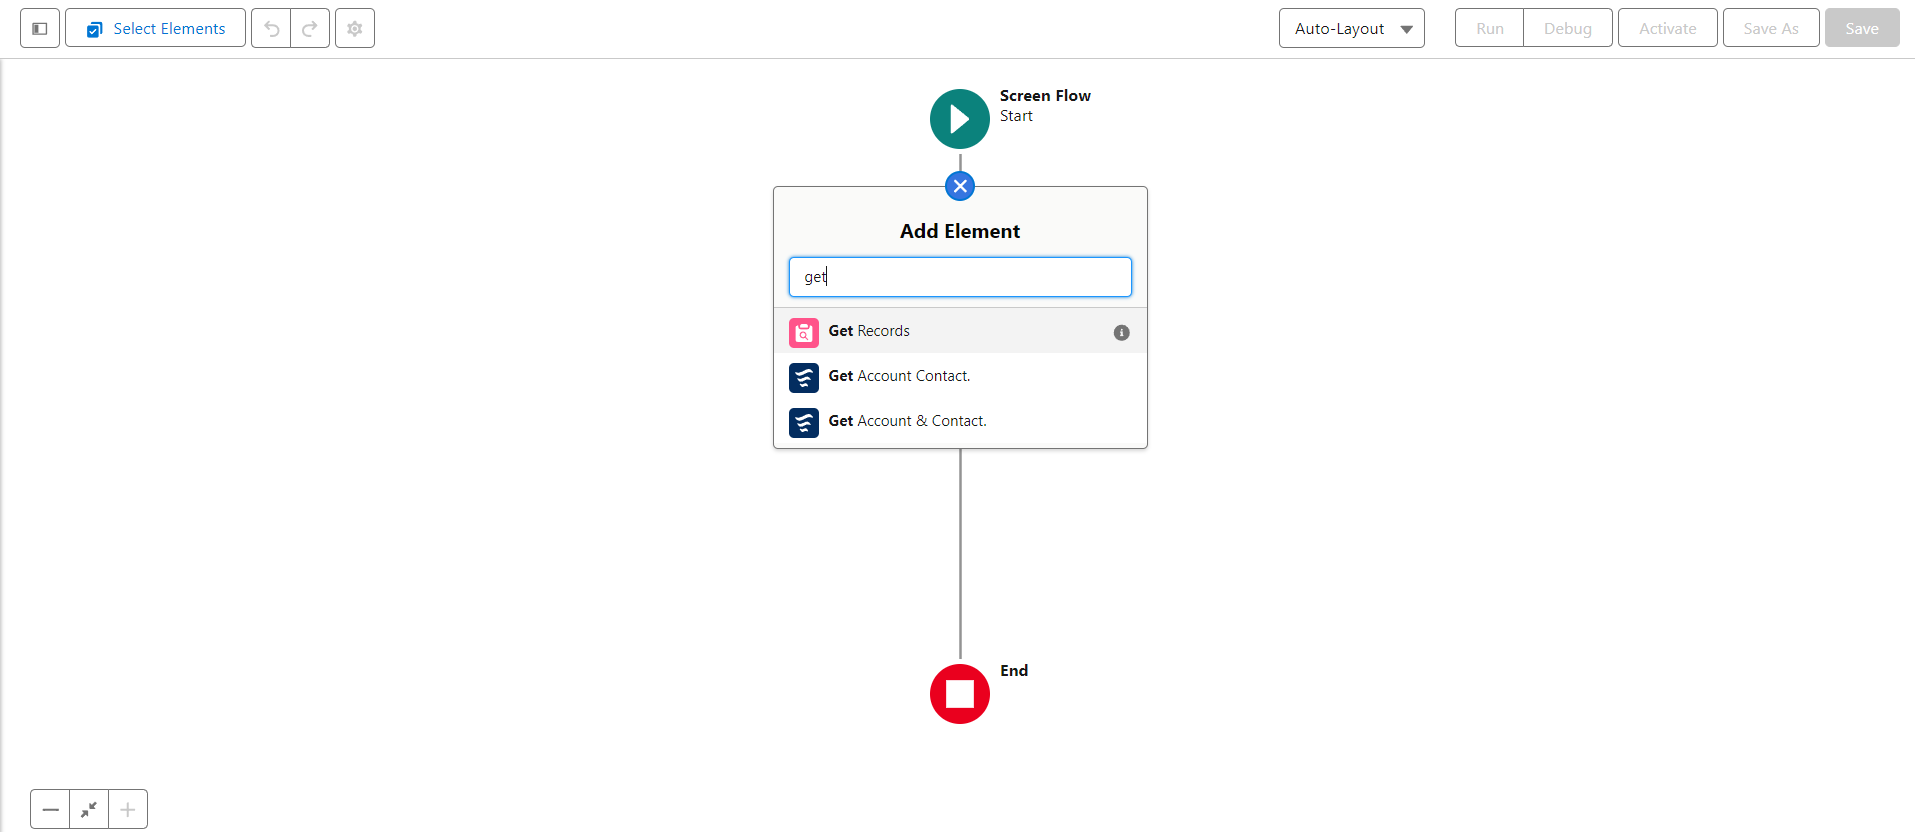 Select Elements
Auto-Layout
Run
Debug
Activate
Save As
Save
Screen Flow
Start
Add Element
get
Get Records
Get Account Contact.
Get Account & Contact.
End